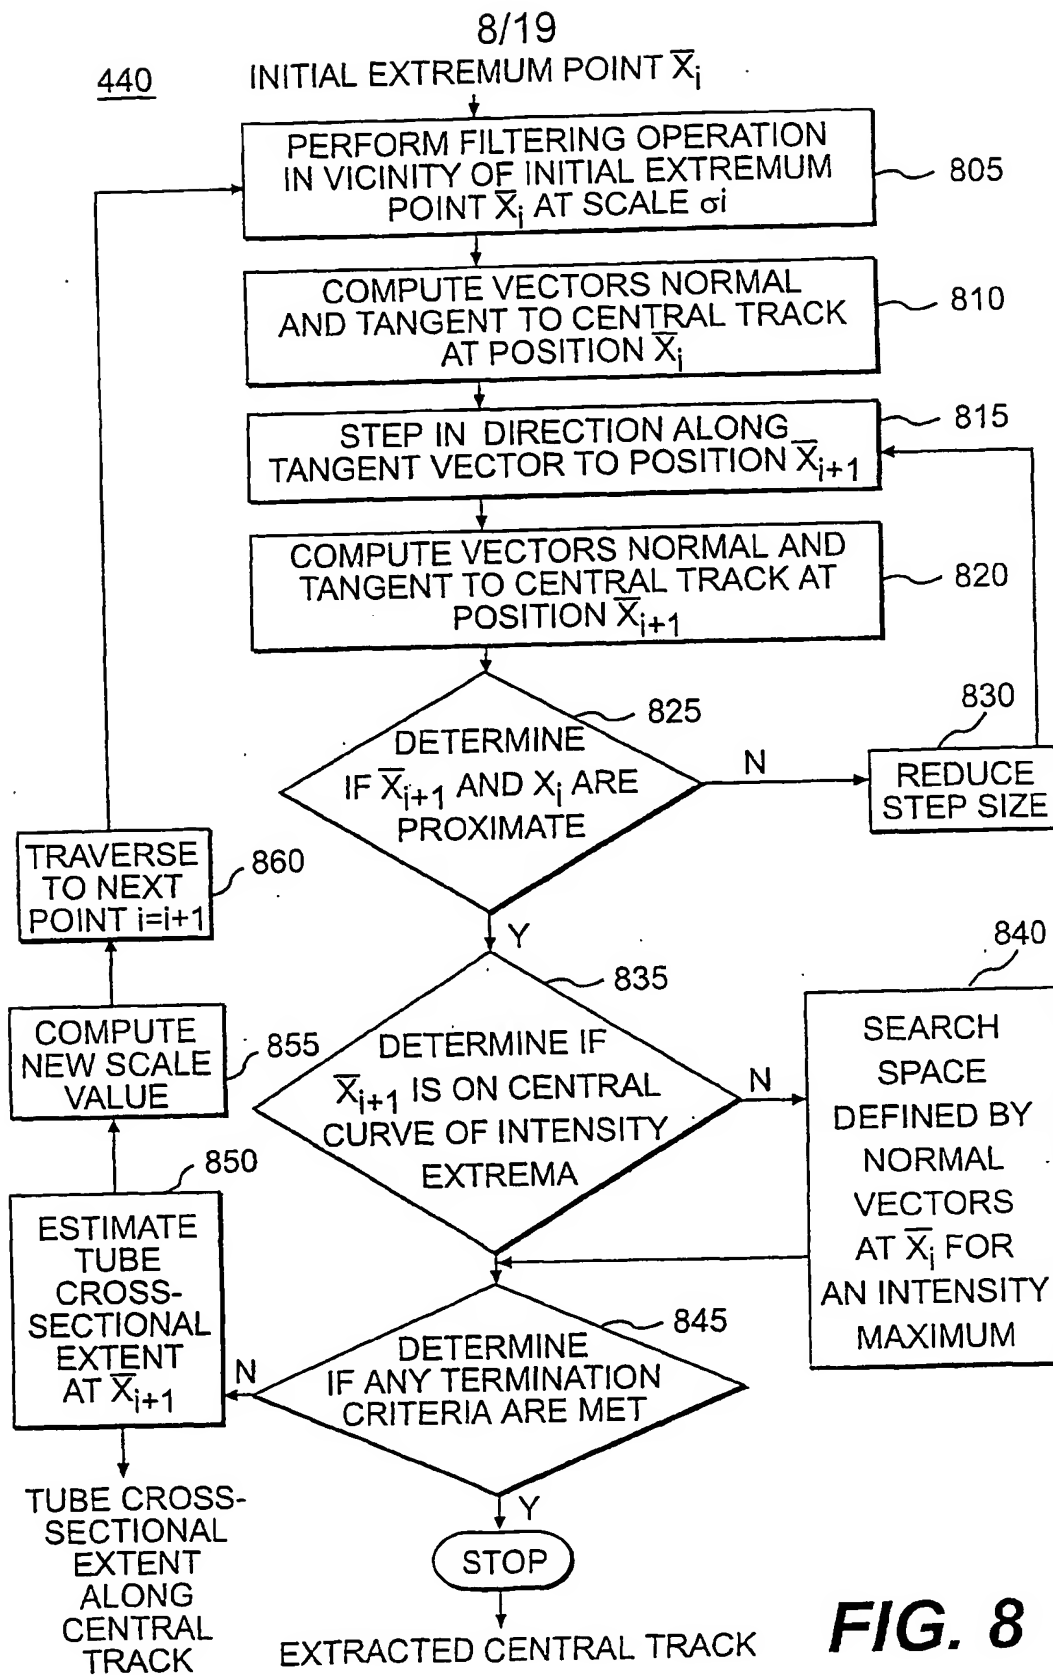 8/19
440
INITIAL EXTREMUM POINT X̅i
PERFORM FILTERING OPERATION
IN VICINITY OF INITIAL EXTREMUM
POINT X̅i AT SCALE σi
805
COMPUTE VECTORS NORMAL
AND TANGENT TO CENTRAL TRACK
AT POSITION X̅i
810
STEP IN DIRECTION ALONG
TANGENT VECTOR TO POSITION X̅i+1
815
COMPUTE VECTORS NORMAL AND
TANGENT TO CENTRAL TRACK AT
POSITION X̅i+1
820
DETERMINE
IF X̅i+1 AND Xi ARE
PROXIMATE
825
N
830
REDUCE
STEP SIZE
Y
TRAVERSE
TO NEXT
POINT i=i+1
860
DETERMINE IF
X̅i+1 IS ON CENTRAL
CURVE OF INTENSITY
EXTREMA
835
N
840
SEARCH
SPACE
DEFINED BY
NORMAL
VECTORS
AT X̅i FOR
AN INTENSITY
MAXIMUM
COMPUTE
NEW SCALE
VALUE
855
850
ESTIMATE
TUBE
CROSS-
SECTIONAL
EXTENT
AT X̅i+1
N
DETERMINE
IF ANY TERMINATION
CRITERIA ARE MET
845
Y
STOP
TUBE CROSS-
SECTIONAL
EXTENT
ALONG
CENTRAL
TRACK
EXTRACTED CENTRAL TRACK
FIG. 8